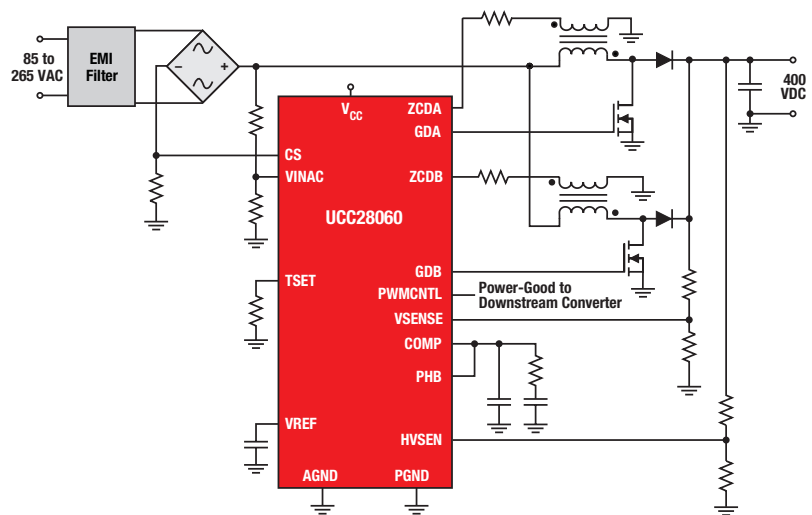 85 to
265 VAC
EMI
Filter
−
+
VCC
ZCDA
GDA
CS
VINAC
ZCDB
UCC28060
TSET
GDB
PWMCNTL
Power-Good to
Downstream Converter
VSENSE
COMP
PHB
VREF
HVSEN
AGND
PGND
400
VDC